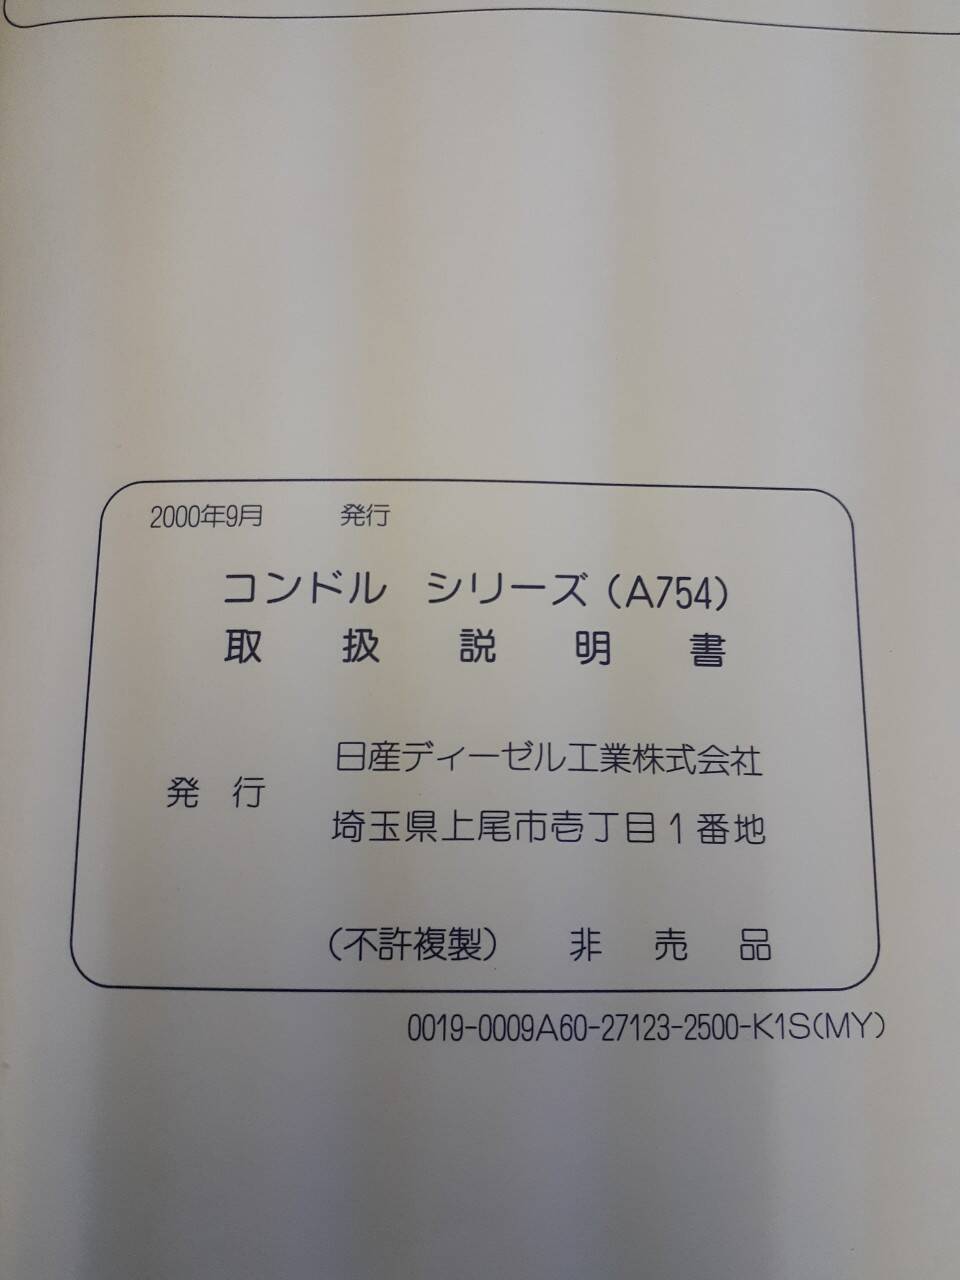 2000年9月 発行
コンドル シリーズ(A754)
取扱説明書
発行
日産ディーゼル工業株式会社
埼玉県上尾市壱丁目1番地
(不許複製) 非売品
0019-0009A60-27123-2500-K1S(MY)